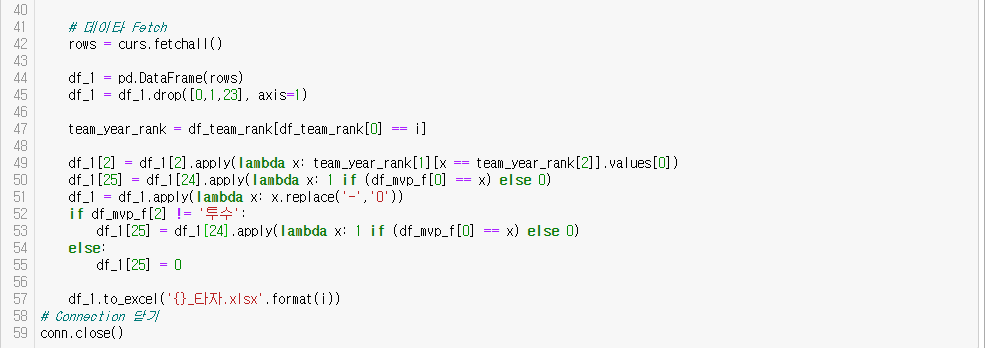 40
41 # 데이타 Fetch
42 rows = curs.fetchall()
43
44 df_1 = pd.DataFrame(rows)
45 df_1 = df_1.drop([0,1,23], axis=1)
46
47 team_year_rank = df_team_rank[df_team_rank[0] == i]
48
49 df_1[2] = df_1[2].apply(lambda x: team_year_rank[1][x == team_year_rank[2]].values[0])
50 df_1[25] = df_1[24].apply(lambda x: 1 if (df_mvp_f[0] == x) else 0)
51 df_1 = df_1.apply(lambda x: x.replace('-','0'))
52 if df_mvp_f[2] != '투수':
53 df_1[25] = df_1[24].apply(lambda x: 1 if (df_mvp_f[0] == x) else 0)
54 else:
55 df_1[25] = 0
56
57 df_1.to_excel('{}_타자.xlsx'.format(i))
58 # Connection 닫기
59 conn.close()